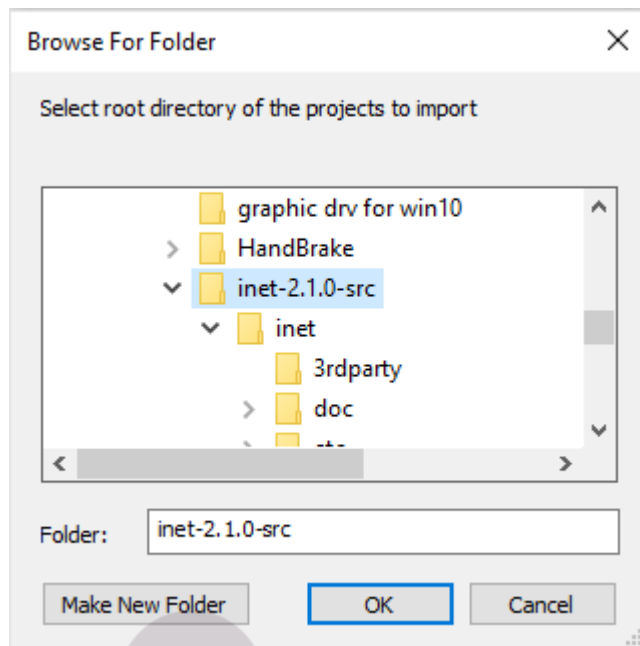 Browse For Folder
Select root directory of the projects to import
graphic drv for win10
HandBrake
inet-2.1.0-src
inet
3rdparty
doc
Folder: inet-2.1.0-src
Make New Folder OK Cancel